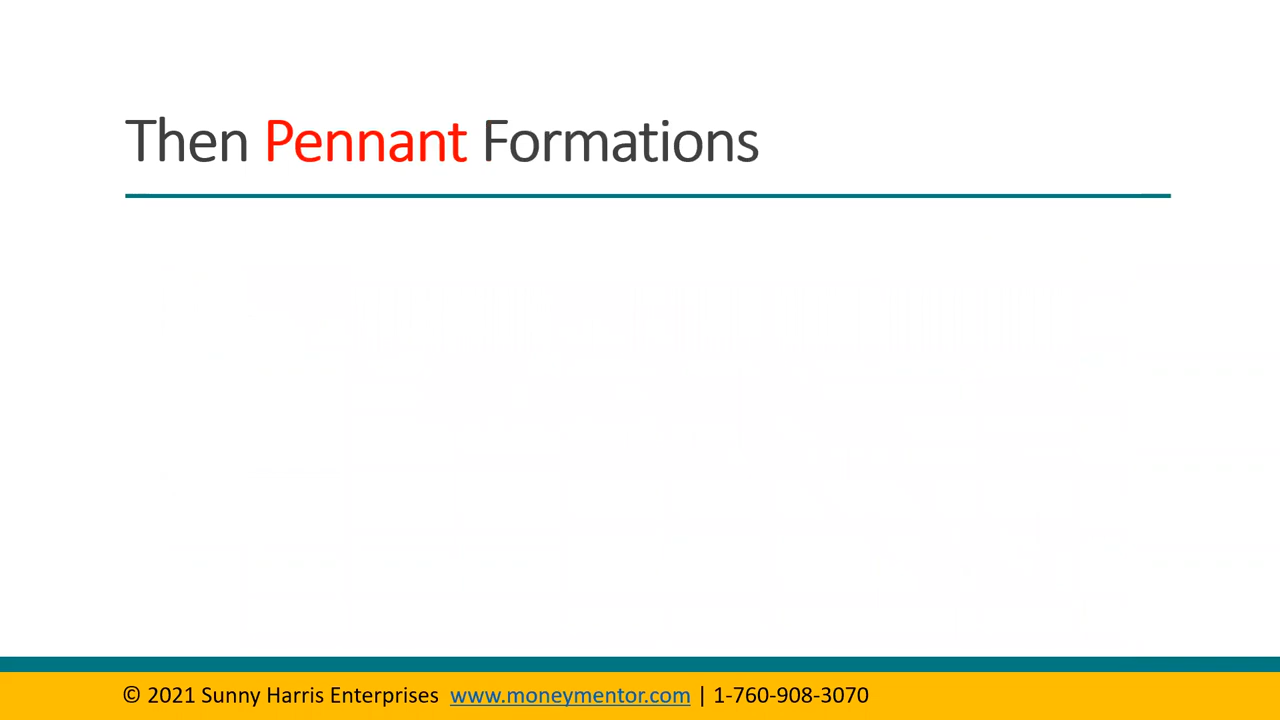 Then Pennant Formations
© 2021 Sunny Harris Enterprises www.moneymentor.com | 1-760-908-3070